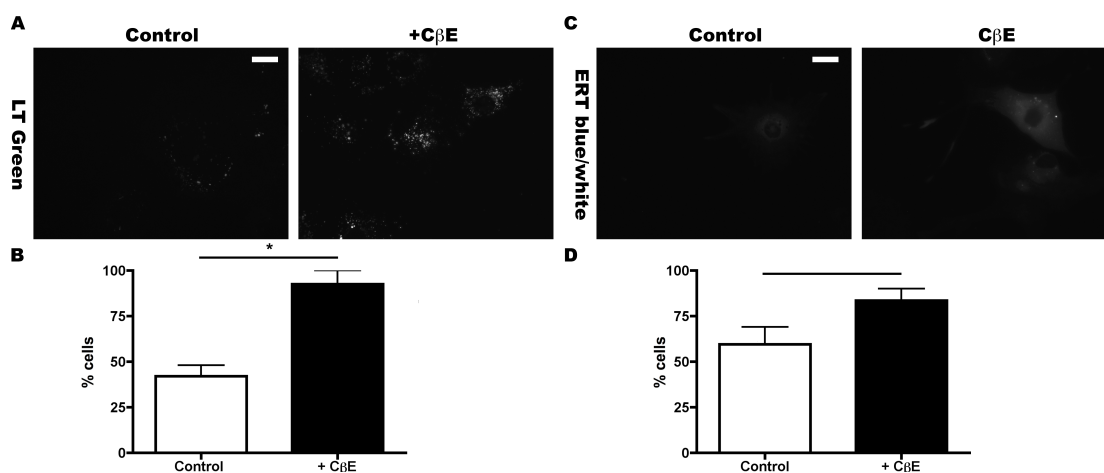 A
Control
+CβE
LT Green
C
Control
CβE
ERT blue/white
B
*
100
75
50
25
0
% cells
Control
+ CβE
D
100
75
50
25
0
% cells
Control
+ CβE